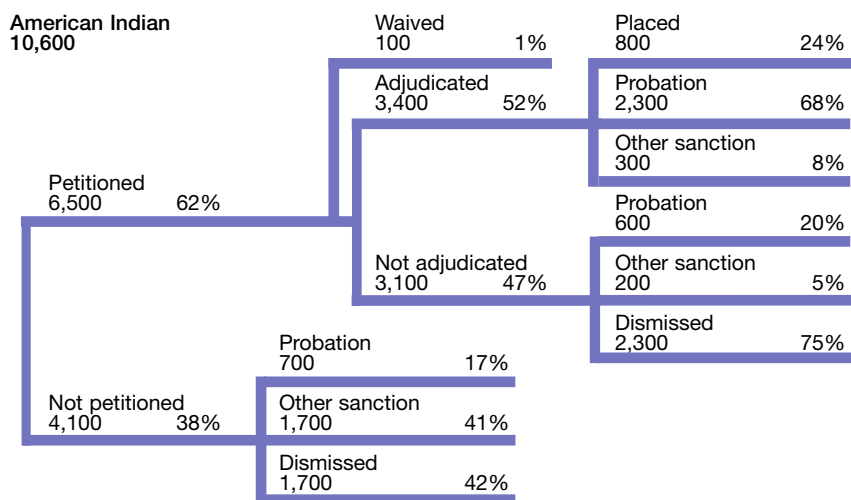 American Indian
10,600
Waived
100 1%
Placed
800 24%
Adjudicated
3,400 52%
Probation
2,300 68%
Other sanction
300 8%
Petitioned
6,500 62%
Probation
600 20%
Not adjudicated
3,100 47%
Other sanction
200 5%
Dismissed
2,300 75%
Probation
700 17%
Not petitioned
4,100 38%
Other sanction
1,700 41%
Dismissed
1,700 42%